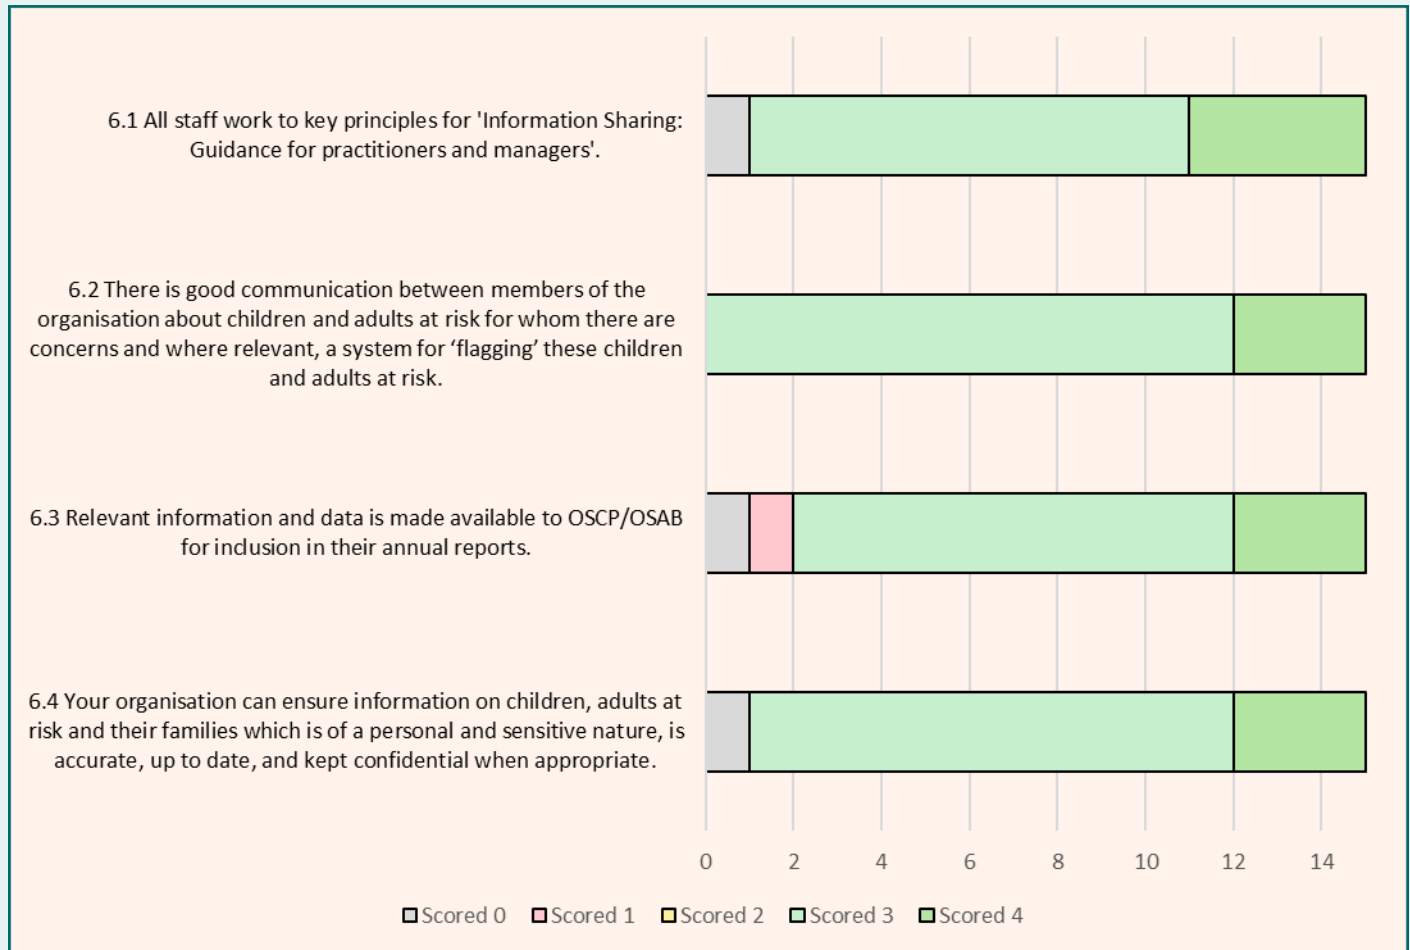 6.1 All staff work to key principles for 'Information Sharing:
Guidance for practitioners and managers'.
6.2 There is good communication between members of the
organisation about children and adults at risk for whom there are
concerns and where relevant, a system for ‘flagging’ these children
and adults at risk.
6.3 Relevant information and data is made available to OSCP/OSAB
for inclusion in their annual reports.
6.4 Your organisation can ensure information on children, adults at
risk and their families which is of a personal and sensitive nature, is
accurate, up to date, and kept confidential when appropriate.
0 2 4 6 8 10 12 14
Scored 0 Scored 1 Scored 2 Scored 3 Scored 4